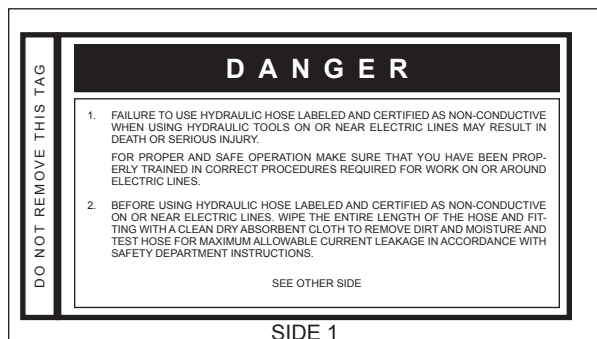 DO NOT REMOVE THIS TAG
DANGER
1. FAILURE TO USE HYDRAULIC HOSE LABELED AND CERTIFIED AS NON-CONDUCTIVE
WHEN USING HYDRAULIC TOOLS ON OR NEAR ELECTRIC LINES MAY RESULT IN
DEATH OR SERIOUS INJURY.
FOR PROPER AND SAFE OPERATION MAKE SURE THAT YOU HAVE BEEN PROP-
ERLY TRAINED IN CORRECT PROCEDURES REQUIRED FOR WORK ON OR AROUND
ELECTRIC LINES.
2. BEFORE USING HYDRAULIC HOSE LABELED AND CERTIFIED AS NON-CONDUCTIVE
ON OR NEAR ELECTRIC LINES. WIPE THE ENTIRE LENGTH OF THE HOSE AND FIT-
TING WITH A CLEAN DRY ABSORBENT CLOTH TO REMOVE DIRT AND MOISTURE AND
TEST HOSE FOR MAXIMUM ALLOWABLE CURRENT LEAKAGE IN ACCORDANCE WITH
SAFETY DEPARTMENT INSTRUCTIONS.
SEE OTHER SIDE
SIDE 1